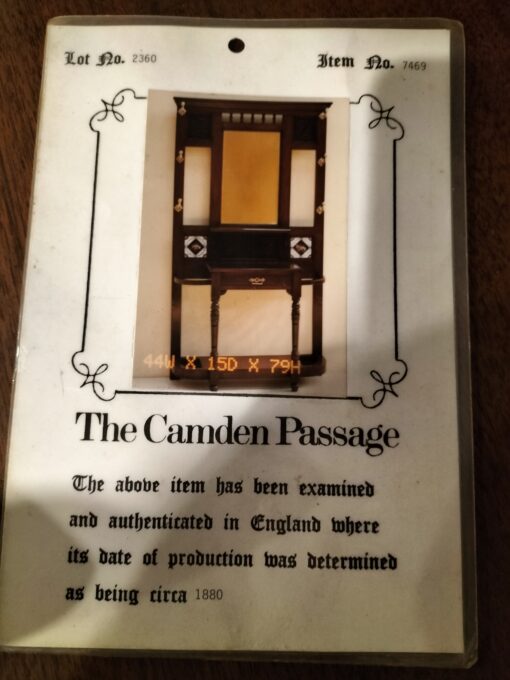 Lot No. 2360
Item No. 7469
44W X 15D X 79H
The Camden Passage
The above item has been examined
and authenticated in England where
its date of production was determined
as being circa 1880